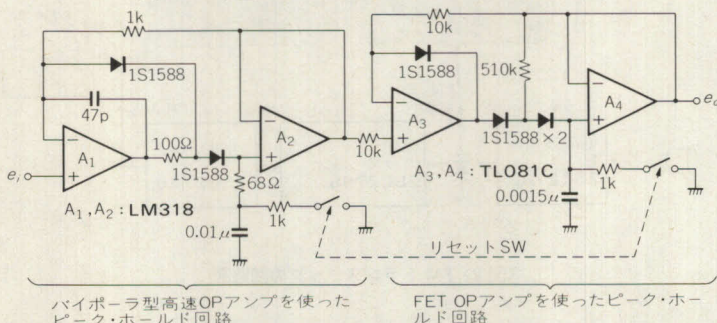 1k
10k
1S1588
1S1588
510k
47p
100Ω
A₁
A₂
A₃
A₄
1S1588
68Ω
10k
1S1588×2
eᵢ
eₒ
A₁, A₂ : LM318
A₃, A₄ : TL081C
0.01μ
1k
0.0015μ
1k
リセットSW
バイポーラ型高速OPアンプを使った
ピーク・ホールド回路
FET OPアンプを使ったピーク・ホー
ルド回路